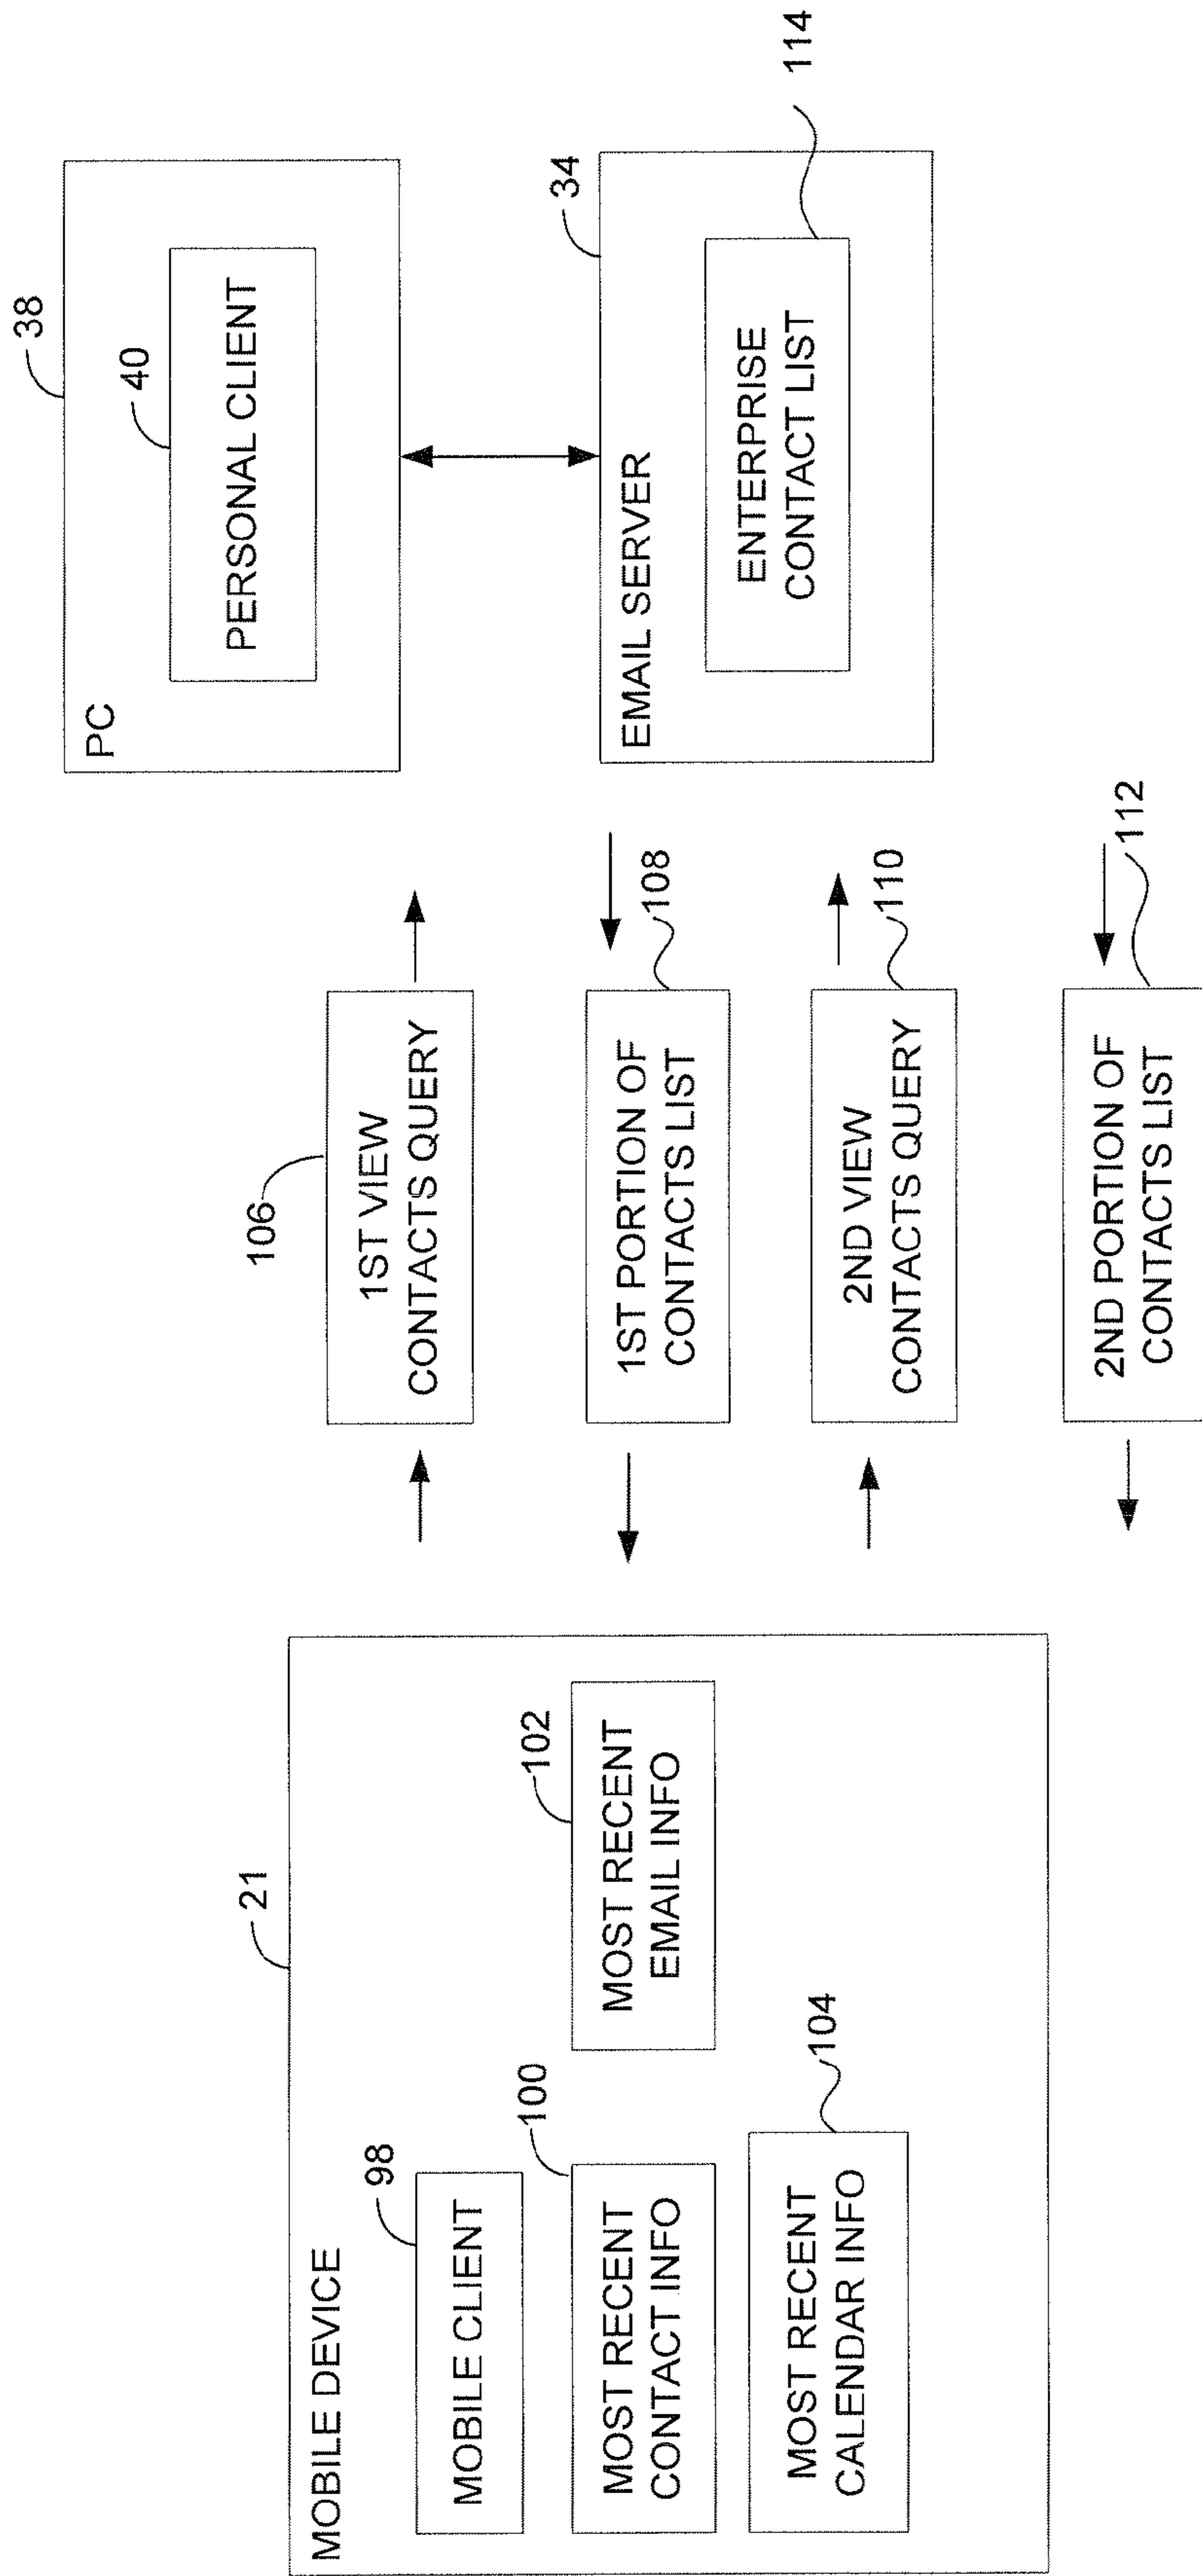 MOBILE DEVICE
21
MOBILE CLIENT
98
MOST RECENT
CONTACT INFO
100
MOST RECENT
EMAIL INFO
102
MOST RECENT
CALENDAR INFO
104
106
1ST VIEW
CONTACTS QUERY
1ST PORTION OF
CONTACTS LIST
108
2ND VIEW
CONTACTS QUERY
110
2ND PORTION OF
CONTACTS LIST
112
PC
38
40
PERSONAL CLIENT
EMAIL SERVER
34
ENTERPRISE
CONTACT LIST
114